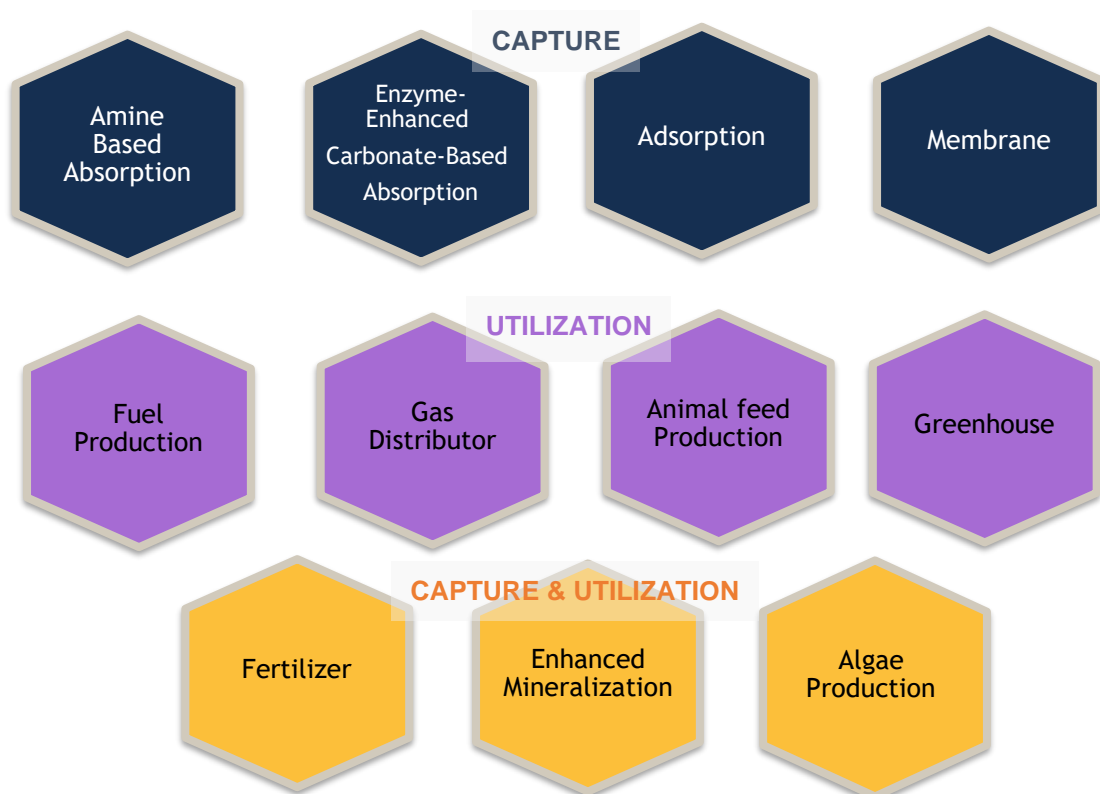 CAPTURE
Amine
Based
Absorption
Enzyme-
Enhanced
Carbonate-Based
Absorption
Adsorption
Membrane
UTILIZATION
Fuel
Production
Gas
Distributor
Animal feed
Production
Greenhouse
CAPTURE & UTILIZATION
Fertilizer
Enhanced
Mineralization
Algae
Production